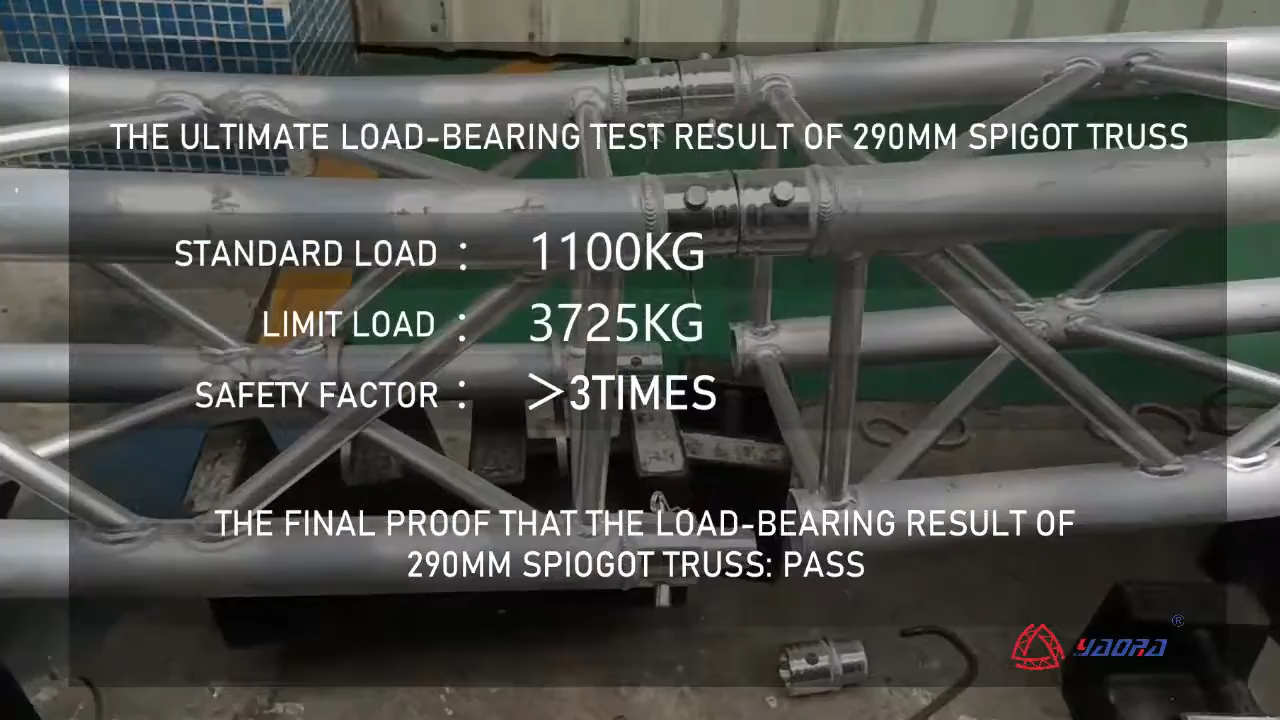 THE ULTIMATE LOAD-BEARING TEST RESULT OF 290MM SPIGOT TRUSS
STANDARD LOAD : 1100KG
LIMIT LOAD : 3725KG
SAFETY FACTOR : >3TIMES
THE FINAL PROOF THAT THE LOAD-BEARING RESULT OF
290MM SPIOGOT TRUSS: PASS
YAOPA ®